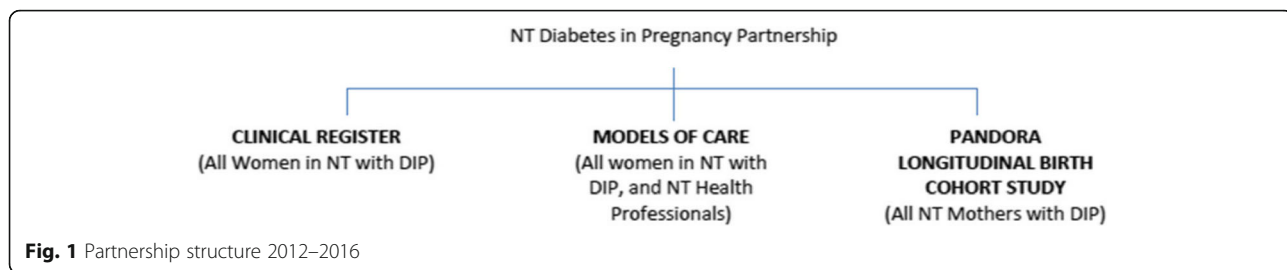 NT Diabetes in Pregnancy Partnership
CLINICAL REGISTER
(All Women in NT with DIP)
MODELS OF CARE
(All women in NT with
DIP, and NT Health
Professionals)
PANDORA
LONGITUDINAL BIRTH
COHORT STUDY
(All NT Mothers with DIP)
Fig. 1 Partnership structure 2012–2016